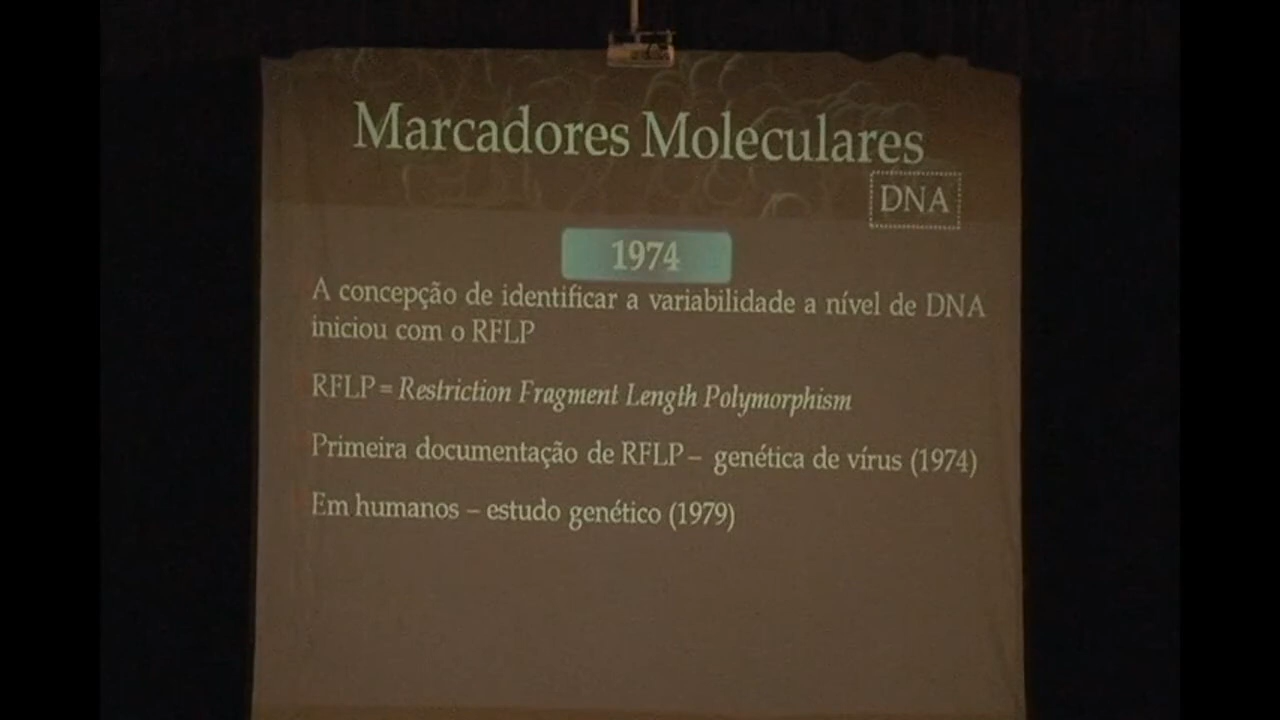 Marcadores Moleculares
DNA
1974
A concepção de identificar a variabilidade a nível de DNA
iniciou com o RFLP
RFLP = Restriction Fragment Length Polymorphism
Primeira documentação de RFLP – genética de vírus (1974)
Em humanos – estudo genético (1979)